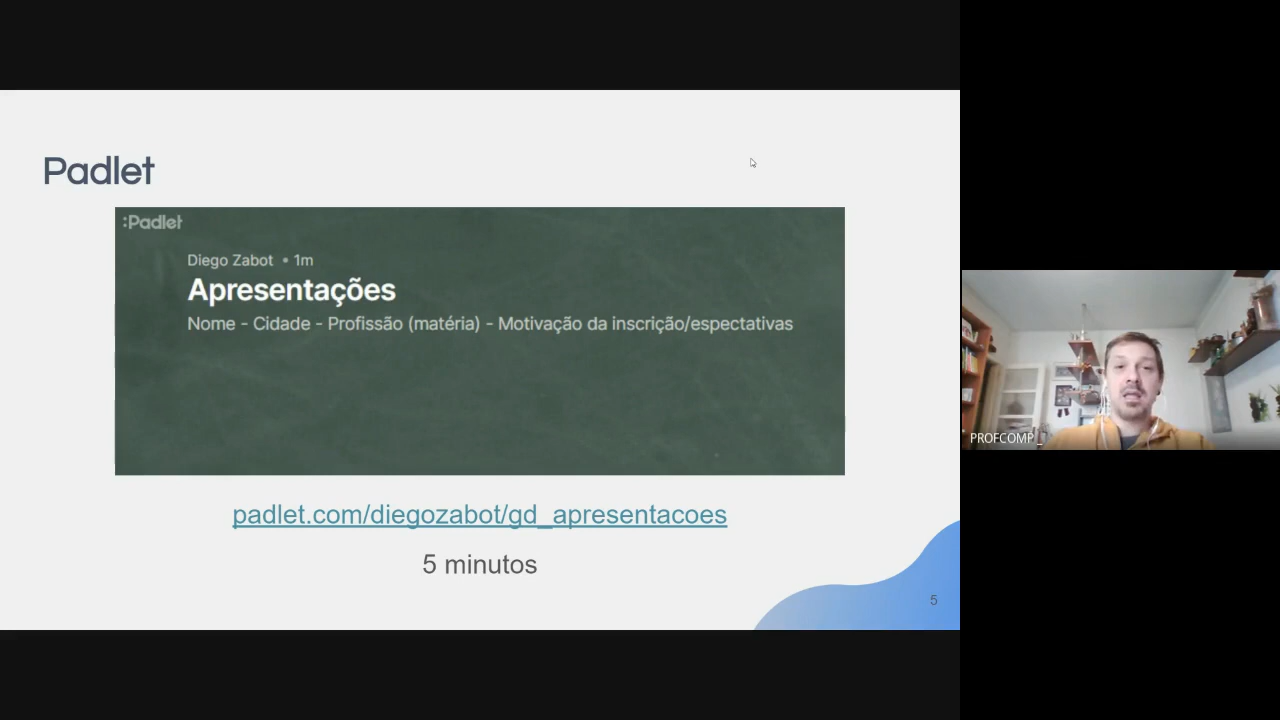 Padlet
:Padlet
Diego Zabot • 1m
Apresentações
Nome - Cidade - Profissão (matéria) - Motivação da inscrição/espectativas
padlet.com/diegozabot/gd_apresentacoes
5 minutos
5
PROFCOMP _